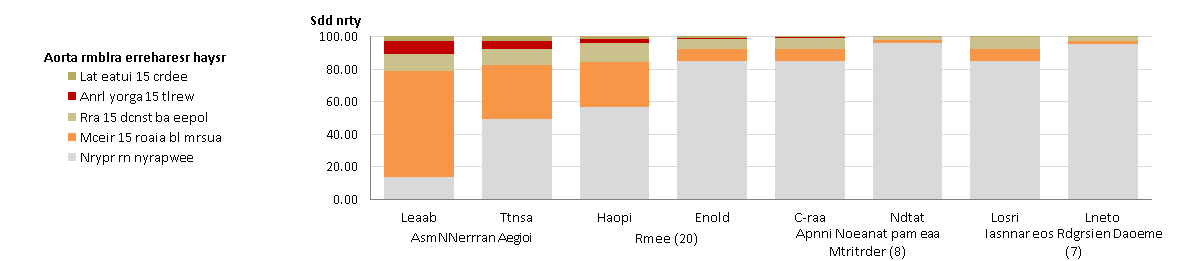 Sdd nrty
Aorta rmblra erreharesr haysr
Lat eatui 15 crdee
Anrl yorga 15 tlrew
Rra 15 dcnst ba eepol
Mceir 15 roaia bl mrsua
Nrypr rn nyrapwee
100.00
80.00
60.00
40.00
20.00
0.00
Leaab Ttnsa Haopi Enold C-raa Ndtat Losri Lneto
AsmNNerrran Aegioi Rmee (20) Apnni Noeanat pam eaa Iasnnar eos Rdgrsien Daoeme
Mtritrder (8) (7)